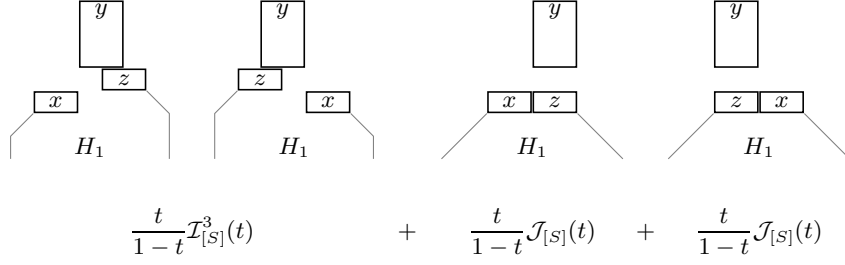 y y y y
z z
x x x z z x
H_1 H_1 H_1 H_1
\frac{t}{1-t}\mathcal{I}^3_{[S]}(t) + \frac{t}{1-t}\mathcal{J}_{[S]}(t) + \frac{t}{1-t}\mathcal{J}_{[S]}(t)